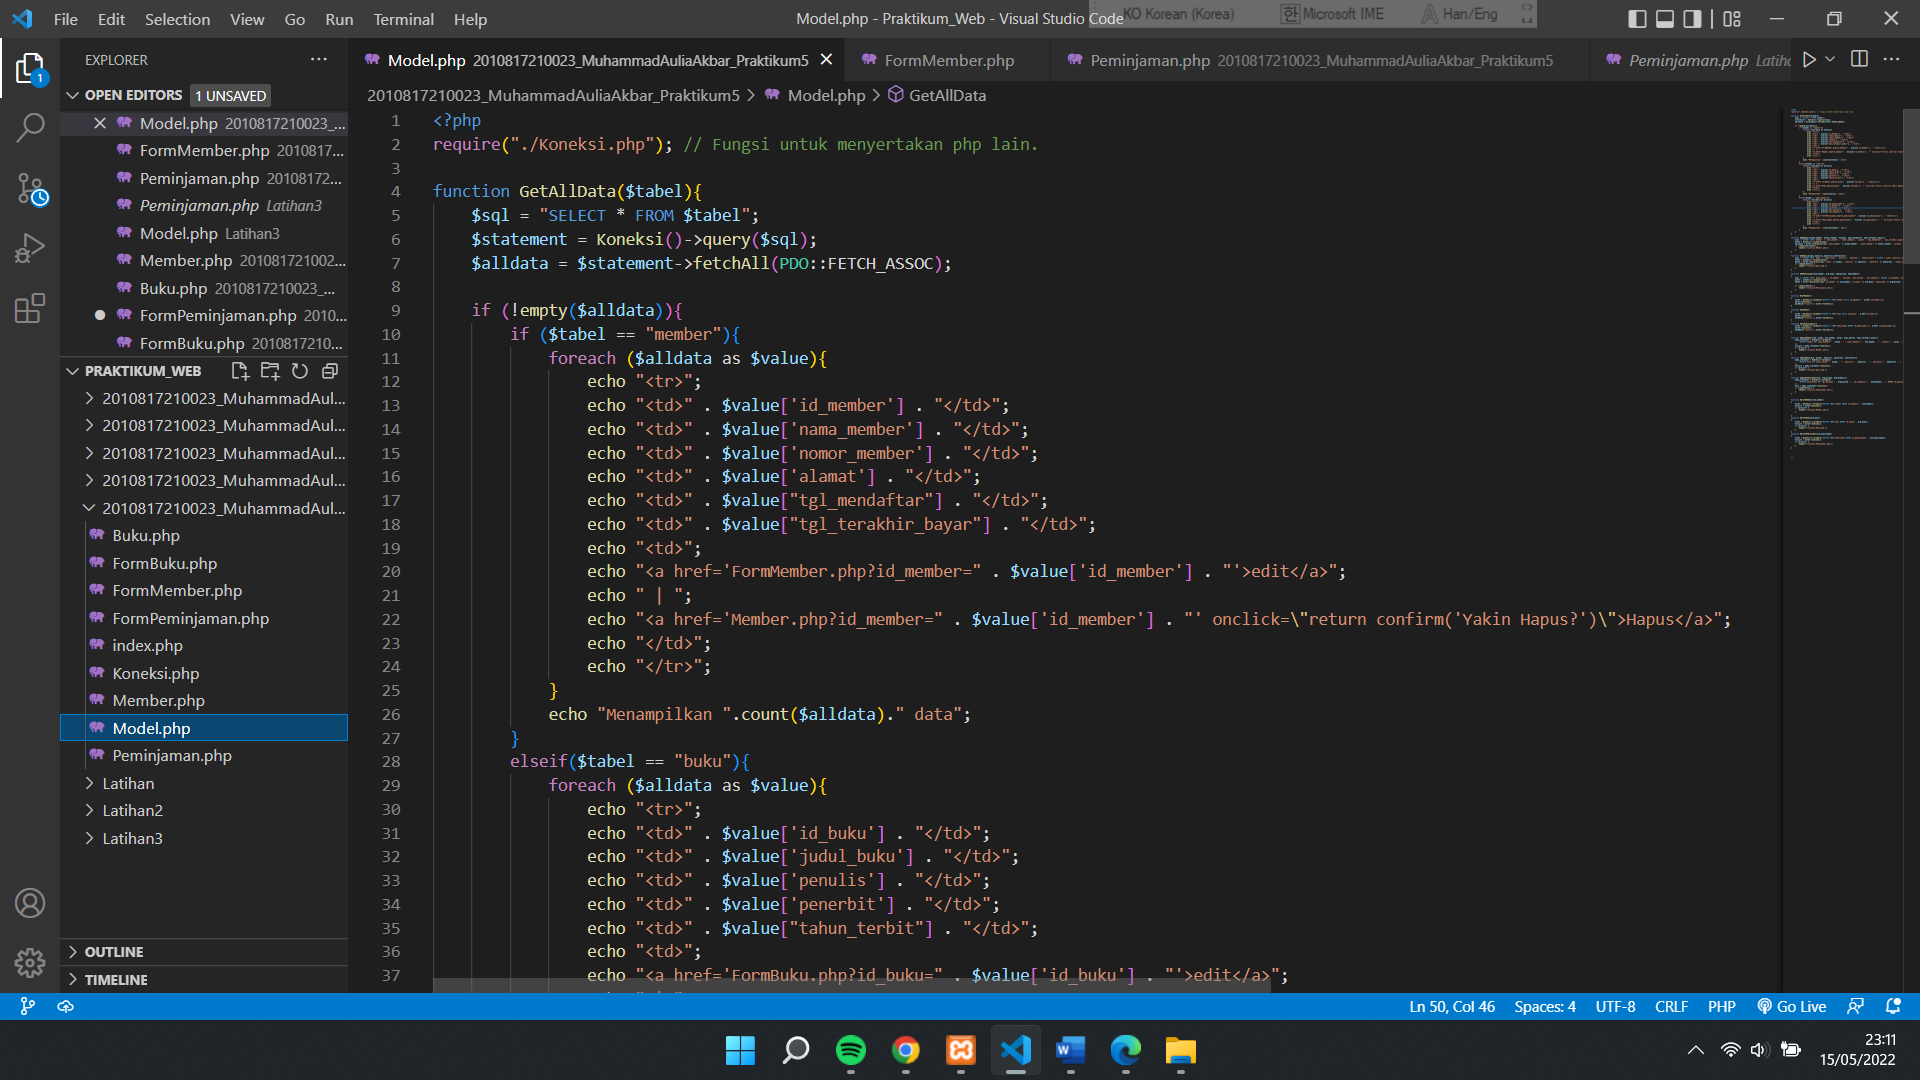 File Edit Selection View Go Run Terminal Help
Model.php - Praktikum_Web - Visual Studio Code
KO Korean (Korea) 한 Microsoft IME A Han/Eng
EXPLORER
OPEN EDITORS 1 UNSAVED
Model.php 2010817210023_...
FormMember.php 2010817...
Peminjaman.php 20108172...
Peminjaman.php Latihan3
Model.php Latihan3
Member.php 201081721002...
Buku.php 2010817210023_...
FormPeminjaman.php 2010...
FormBuku.php 2010817210...
PRAKTIKUM_WEB
2010817210023_MuhammadAul...
2010817210023_MuhammadAul...
2010817210023_MuhammadAul...
2010817210023_MuhammadAul...
2010817210023_MuhammadAul...
Buku.php
FormBuku.php
FormMember.php
FormPeminjaman.php
index.php
Koneksi.php
Member.php
Model.php
Peminjaman.php
Latihan
Latihan2
Latihan3
OUTLINE
TIMELINE
Model.php 2010817210023_MuhammadAuliaAkbar_Praktikum5
FormMember.php
Peminjaman.php 2010817210023_MuhammadAuliaAkbar_Praktikum5
Peminjaman.php Latiha
2010817210023_MuhammadAuliaAkbar_Praktikum5 > Model.php > GetAllData
1 <?php
2 require("./Koneksi.php"); // Fungsi untuk menyertakan php lain.
3
4 function GetAllData($tabel){
5 $sql = "SELECT * FROM $tabel";
6 $statement = Koneksi()->query($sql);
7 $alldata = $statement->fetchAll(PDO::FETCH_ASSOC);
8
9 if (!empty($alldata)){
10 if ($tabel == "member"){
11 foreach ($alldata as $value){
12 echo "<tr>";
13 echo "<td>" . $value['id_member'] . "</td>";
14 echo "<td>" . $value['nama_member'] . "</td>";
15 echo "<td>" . $value['nomor_member'] . "</td>";
16 echo "<td>" . $value['alamat'] . "</td>";
17 echo "<td>" . $value["tgl_mendaftar"] . "</td>";
18 echo "<td>" . $value["tgl_terakhir_bayar"] . "</td>";
19 echo "<td>";
20 echo "<a href='FormMember.php?id_member=" . $value['id_member'] . "'>edit</a>";
21 echo " | ";
22 echo "<a href='Member.php?id_member=" . $value['id_member'] . "' onclick=\"return confirm('Yakin Hapus?')\">Hapus</a>";
23 echo "</td>";
24 echo "</tr>";
25 }
26 echo "Menampilkan ".count($alldata)." data";
27 }
28 elseif($tabel == "buku"){
29 foreach ($alldata as $value){
30 echo "<tr>";
31 echo "<td>" . $value['id_buku'] . "</td>";
32 echo "<td>" . $value['judul_buku'] . "</td>";
33 echo "<td>" . $value['penulis'] . "</td>";
34 echo "<td>" . $value['penerbit'] . "</td>";
35 echo "<td>" . $value["tahun_terbit"] . "</td>";
36 echo "<td>";
37 echo "<a href='FormBuku.php?id_buku=" . $value['id_buku'] . "'>edit</a>";
Ln 50, Col 46 Spaces: 4 UTF-8 CRLF PHP Go Live
23:11
15/05/2022